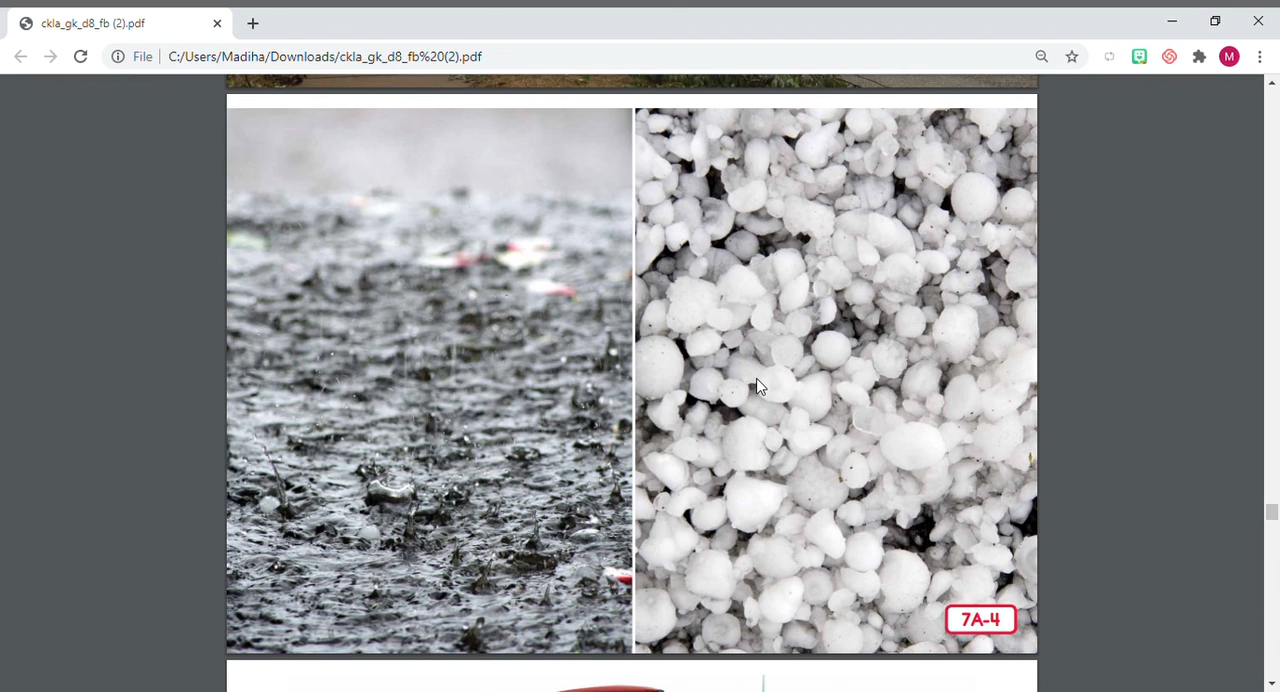 ckla_gk_d8_fb (2).pdf
File
C:/Users/Madiha/Downloads/ckla_gk_d8_fb%20(2).pdf
M
7A-4